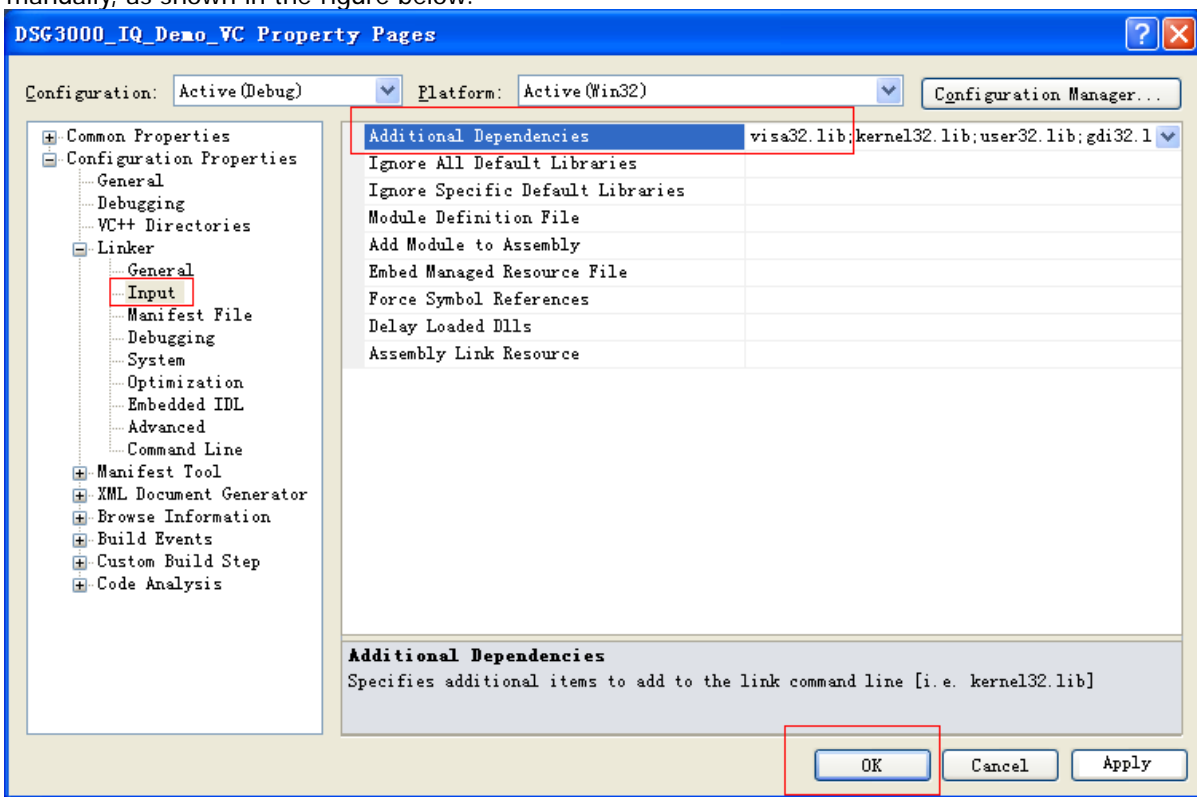 manually, as shown in the figure below.
DSG3000_IQ_Demo_VC Property Pages
Configuration: Active(Debug) Platform: Active(Win32) Configuration Manager...
Common Properties
Configuration Properties
General
Debugging
VC++ Directories
Linker
General
Input
Manifest File
Debugging
System
Optimization
Embedded IDL
Advanced
Command Line
Manifest Tool
XML Document Generator
Browse Information
Build Events
Custom Build Step
Code Analysis
Additional Dependencies visa32.lib;kernel32.lib;user32.lib;gdi32.l
Ignore All Default Libraries
Ignore Specific Default Libraries
Module Definition File
Add Module to Assembly
Embed Managed Resource File
Force Symbol References
Delay Loaded Dlls
Assembly Link Resource
Additional Dependencies
Specifies additional items to add to the link command line [i.e. kernel32.lib]
OK Cancel Apply